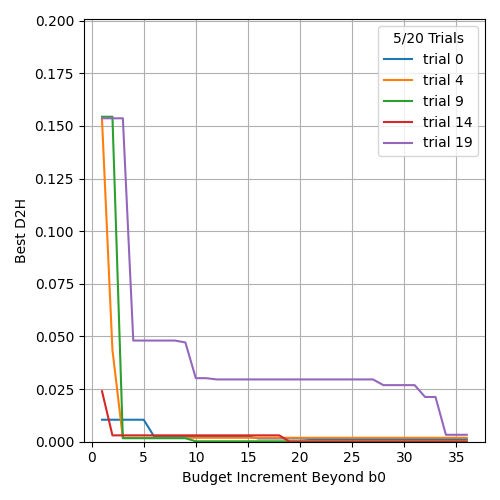 0.200
0.175
0.150
0.125
0.100
0.075
0.050
0.025
0.000
Best D2H
5/20 Trials
trial 0
trial 4
trial 9
trial 14
trial 19
0 5 10 15 20 25 30 35
Budget Increment Beyond b0